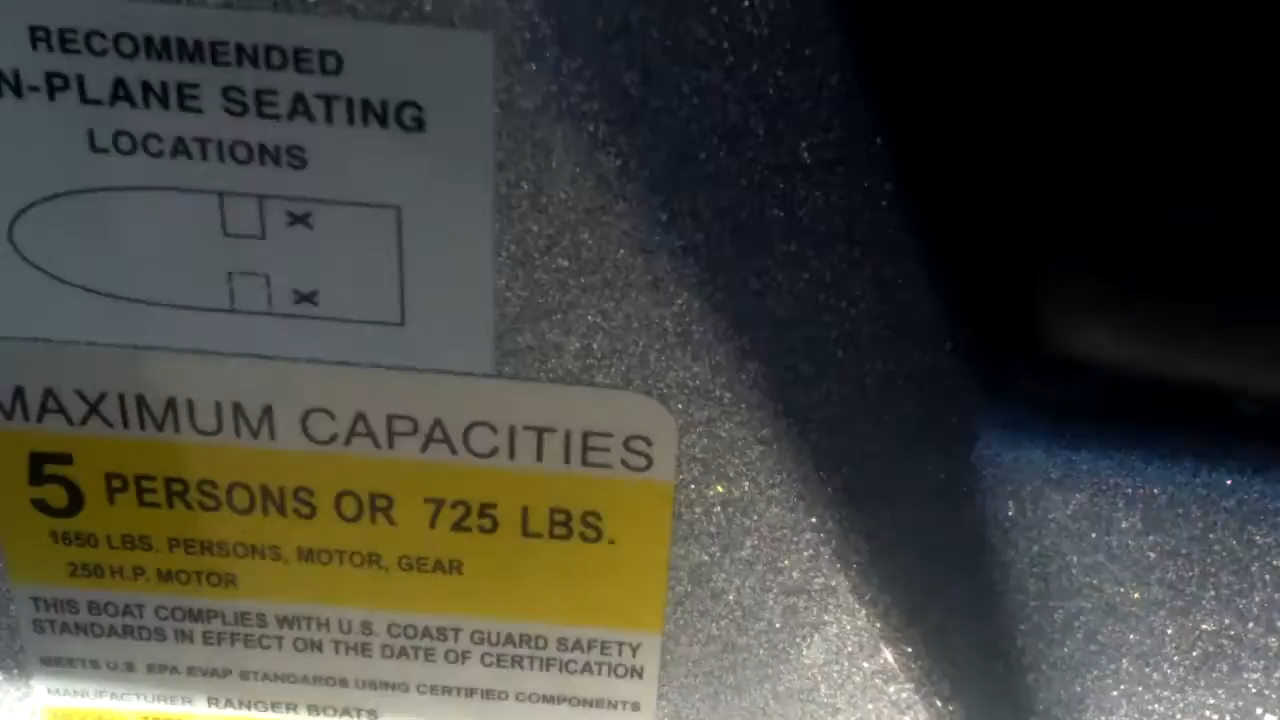 RECOMMENDED
N-PLANE SEATING
LOCATIONS
MAXIMUM CAPACITIES
5 PERSONS OR 725 LBS.
1650 LBS. PERSONS, MOTOR, GEAR
250 H.P. MOTOR
THIS BOAT COMPLIES WITH U.S. COAST GUARD SAFETY
STANDARDS IN EFFECT ON THE DATE OF CERTIFICATION
MEETS U.S. EPA EVAP STANDARDS USING CERTIFIED COMPONENTS
MANUFACTURER RANGER BOATS